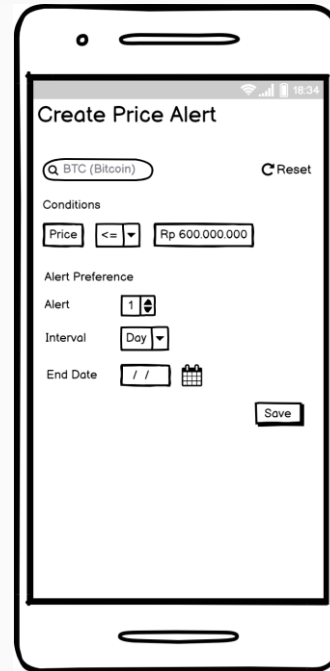 18:34
Create Price Alert
BTC (Bitcoin)
Reset
Conditions
Price <= Rp 600.000.000
Alert Preference
Alert 1
Interval Day
End Date / /
Save